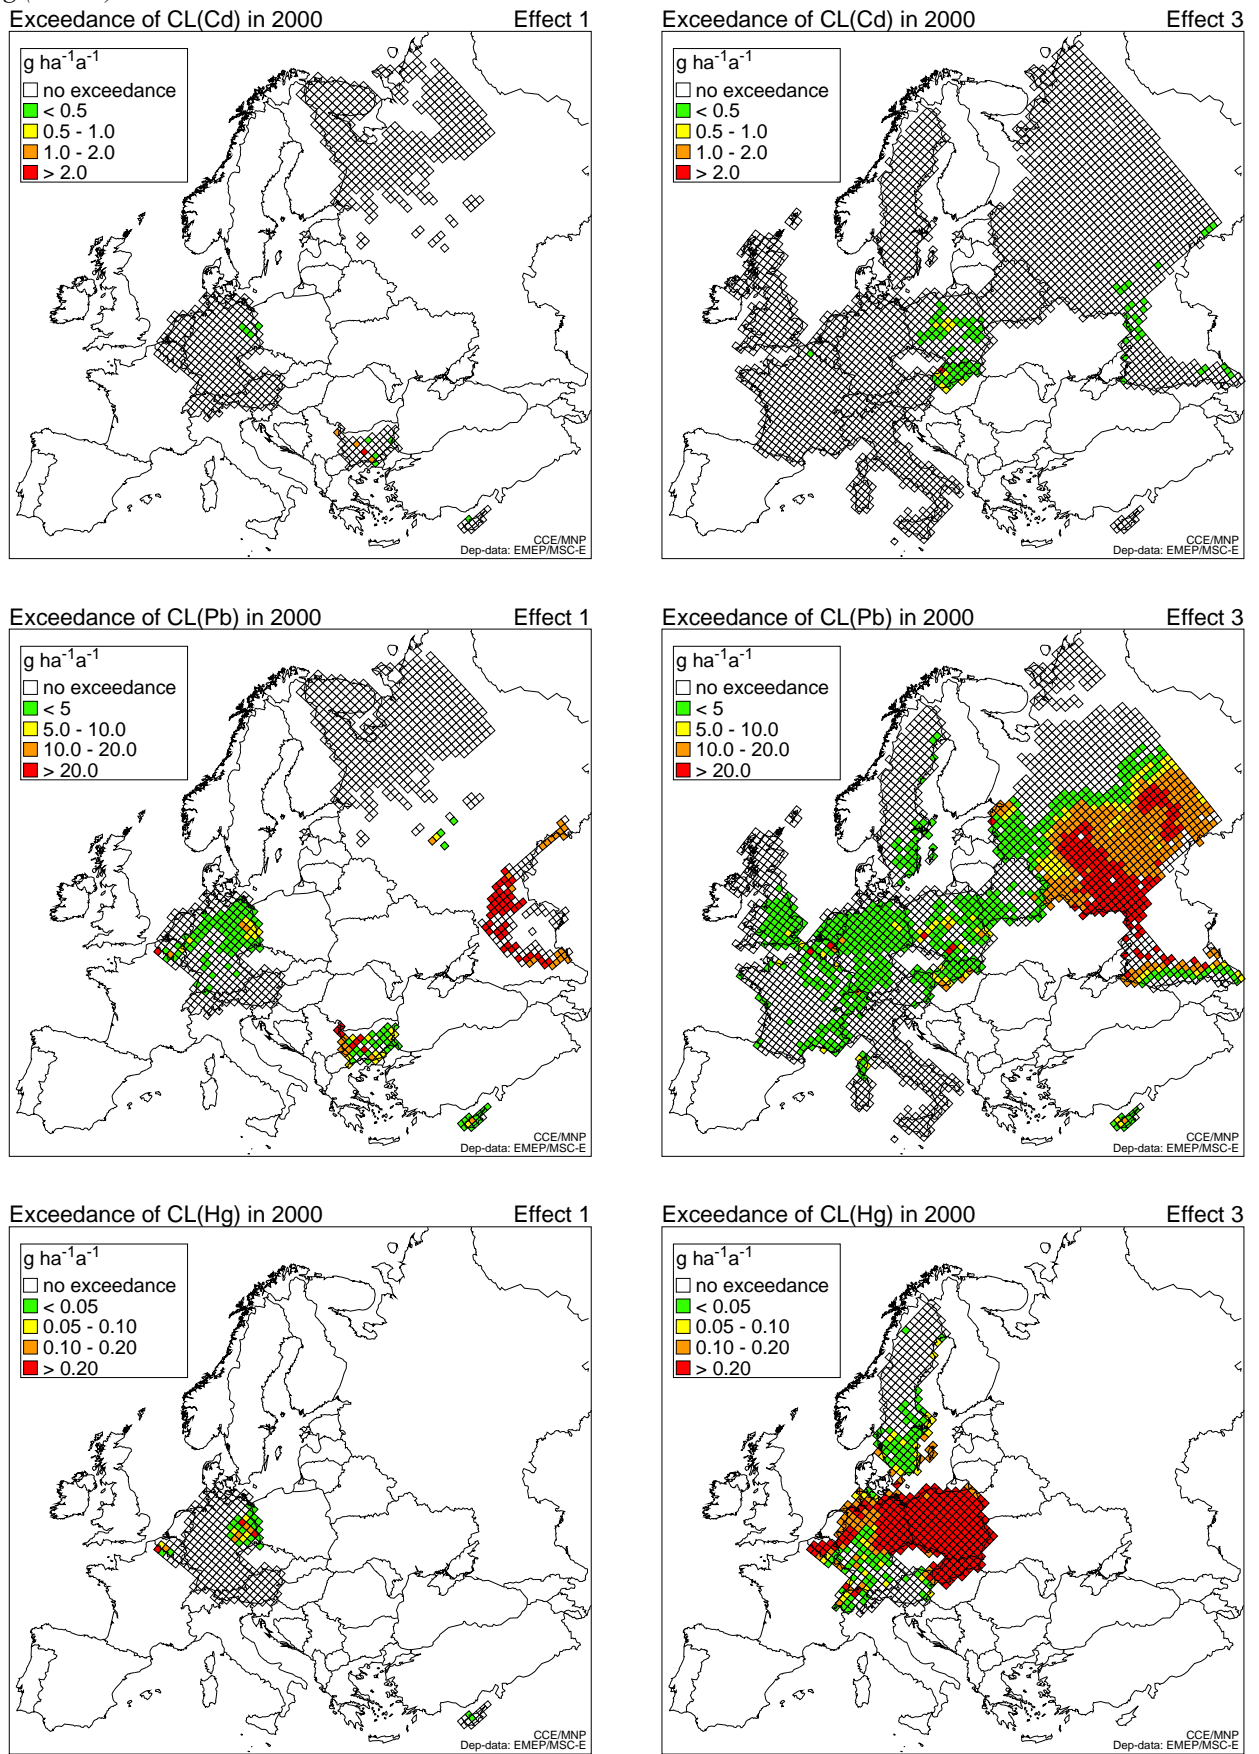 Exceedance of CL(Cd) in 2000 Effect 1
g ha-1a-1
no exceedance
< 0.5
0.5 - 1.0
1.0 - 2.0
> 2.0
CCE/MNP
Dep-data: EMEP/MSC-E
Exceedance of CL(Cd) in 2000 Effect 3
g ha-1a-1
no exceedance
< 0.5
0.5 - 1.0
1.0 - 2.0
> 2.0
CCE/MNP
Dep-data: EMEP/MSC-E
Exceedance of CL(Pb) in 2000 Effect 1
g ha-1a-1
no exceedance
< 5
5.0 - 10.0
10.0 - 20.0
> 20.0
CCE/MNP
Dep-data: EMEP/MSC-E
Exceedance of CL(Pb) in 2000 Effect 3
g ha-1a-1
no exceedance
< 5
5.0 - 10.0
10.0 - 20.0
> 20.0
CCE/MNP
Dep-data: EMEP/MSC-E
Exceedance of CL(Hg) in 2000 Effect 1
g ha-1a-1
no exceedance
< 0.05
0.05 - 0.10
0.10 - 0.20
> 0.20
CCE/MNP
Dep-data: EMEP/MSC-E
Exceedance of CL(Hg) in 2000 Effect 3
g ha-1a-1
no exceedance
< 0.05
0.05 - 0.10
0.10 - 0.20
> 0.20
CCE/MNP
Dep-data: EMEP/MSC-E